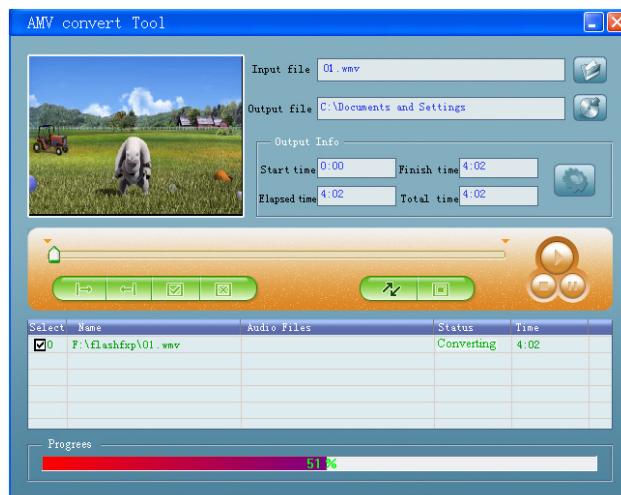 AMV convert Tool
Input file 01.wmv
Output file C:\Documents and Settings
Output Info
Start time 0:00 Finish time 4:02
Elapsed time 4:02 Total time 4:02
Select Name Audio Files Status Time
0 F:\flashfxp\01.wmv Converting 4:02
Progrees
51 %